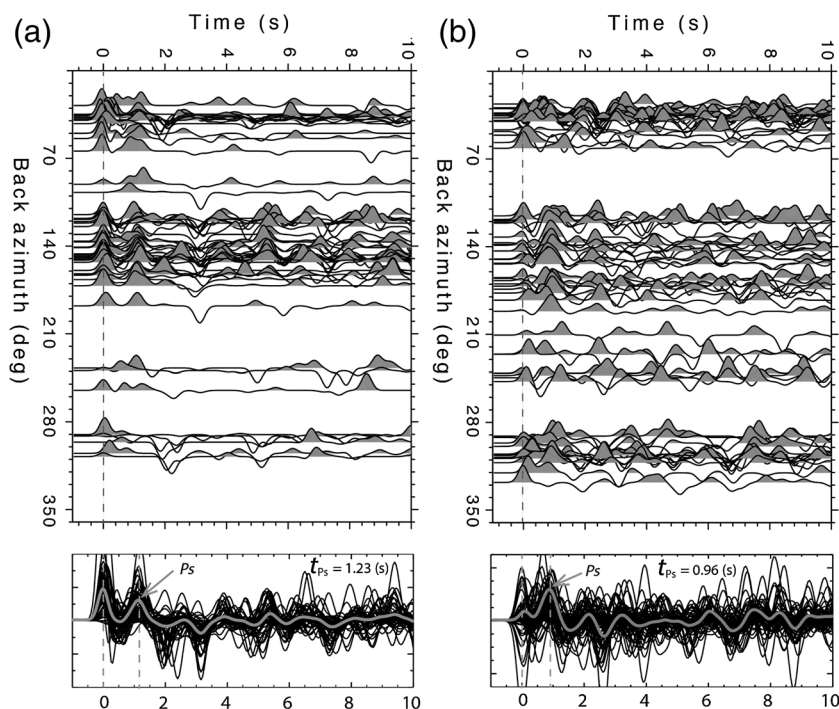 (a)
Time (s)
0 2 4 6 8 10
Back azimuth (deg)
70
140
210
280
350
Ps
tPs = 1.23 (s)
0 2 4 6 8 10
(b)
Time (s)
0 2 4 6 8 10
Back azimuth (deg)
70
140
210
280
350
Ps
tPs = 0.96 (s)
0 2 4 6 8 10